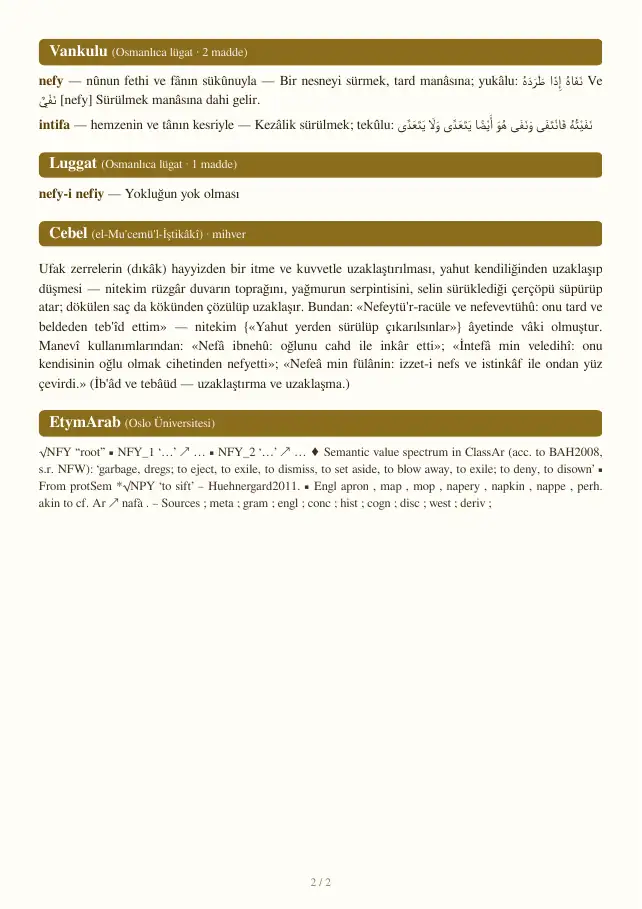 Vankulu (Osmanlıca lügat · 2 madde)
nefy — nûnun fethi ve fânın sükûnuyla — Bir nesneyi sürmek, tard manâsına; yukâlu: نَفَاهُ إِذَا طَرَدَهُ Ve
نَفْيٌ [nefy] Sürülmek manâsına dahi gelir.
intifa — hemzenin ve tânın kesriyle — Kezâlik sürülmek; tekûlu: نَفَيْتُهُ فَانْتَفَى وَنَفَى هُوَ أَيْضًا يَتَعَدَّى وَلَا يَتَعَدَّى
Luggat (Osmanlıca lügat · 1 madde)
nefy-i nefiy — Yokluğun yok olması
Cebel (el-Mu'cemü'l-İştikâkî) · mihver
Ufak zerrelerin (dıkâk) hayyizden bir itme ve kuvvetle uzaklaştırılması, yahut kendiliğinden uzaklaşıp
düşmesi — nitekim rüzgâr duvarın toprağını, yağmurun serpintisini, selin sürüklediği çerçöpü süpürüp
atar; dökülen saç da kökünden çözülüp uzaklaşır. Bundan: «Nefeytü'r-racüle ve nefevevtühû: onu tard ve
beldeden teb'îd ettim» — nitekim {«Yahut yerden sürülüp çıkarılsınlar»} âyetinde vâki olmuştur.
Manevî kullanımlarından: «Nefâ ibnehû: oğlunu cahd ile inkâr etti»; «İntefâ min veledihî: onu
kendisinin oğlu olmak cihetinden nefyetti»; «Nefeâ min fülânin: izzet-i nefs ve istinkâf ile ondan yüz
çevirdi.» (İb'âd ve tebâüd — uzaklaştırma ve uzaklaşma.)
EtymArab (Oslo Üniversitesi)
√NFY “root” ▪ NFY_1 ‘…’ ↗ … ▪ NFY_2 ‘…’ ↗ … ♦ Semantic value spectrum in ClassAr (acc. to BAH2008,
s.r. NFW): ‘garbage, dregs; to eject, to exile, to dismiss, to set aside, to blow away, to exile; to deny, to disown’ ▪
From protSem *√NPY ‘to sift’ – Huehnergard2011. ▪ Engl apron , map , mop , napery , napkin , nappe , perh.
akin to cf. Ar ↗ nafà . – Sources ; meta ; gram ; engl ; conc ; hist ; cogn ; disc ; west ; deriv ;
2 / 2